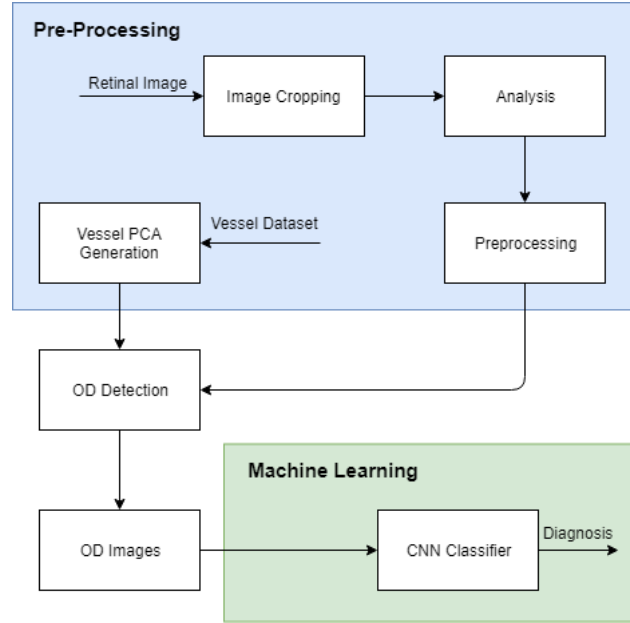 Pre-Processing
Retinal Image
Image Cropping
Analysis
Vessel PCA
Generation
Vessel Dataset
Preprocessing
OD Detection
Machine Learning
OD Images
CNN Classifier
Diagnosis